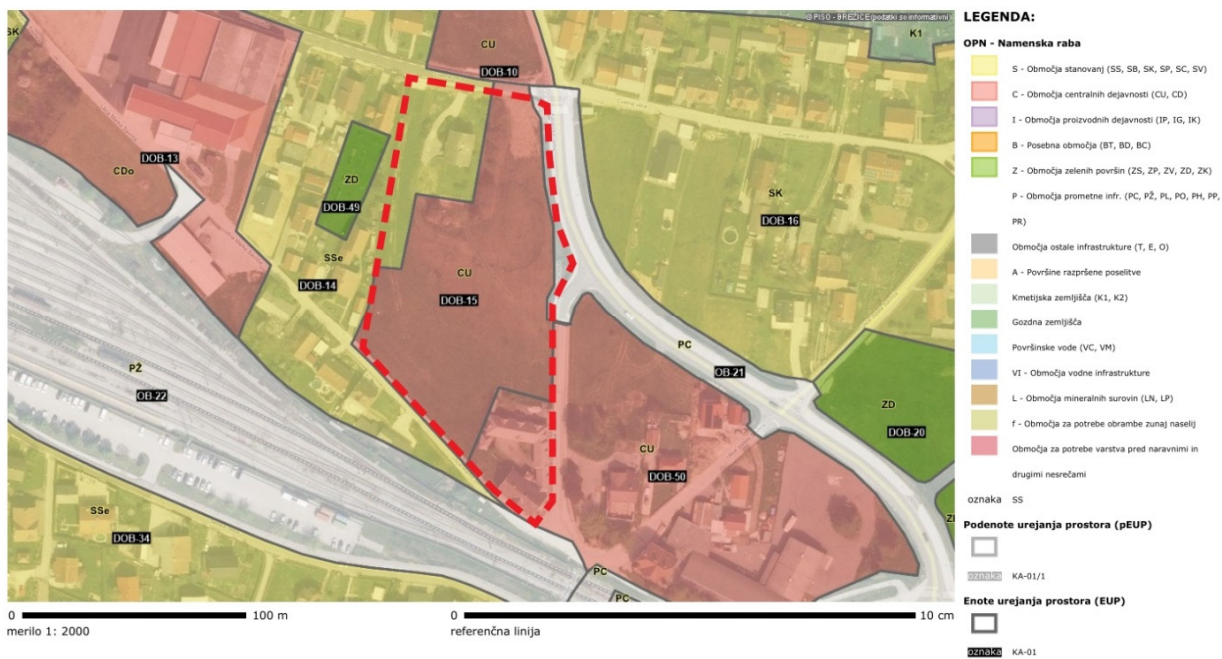 © PISO - BREŽICE (podatki so informativni)
SK
CU
DOB-10
K1
DOB-13
CDo
ZD
DOB-49
SSe
DOB-14
CU
DOB-15
SK
DOB-16
PC
OB-21
PŽ
OB-22
ZD
DOB-20
CU
DOB-50
SSe
DOB-34
PC
PC
0 100 m
merilo 1: 2000
0 10 cm
referenčna linija
LEGENDA:
OPN - Namenska raba
S - Območja stanovanj (SS, SB, SK, SP, SC, SV)
C - Območja centralnih dejavnosti (CU, CD)
I - Območja proizvodnih dejavnosti (IP, IG, IK)
B - Posebna območja (BT, BD, BC)
Z - Območja zelenih površin (ZS, ZP, ZV, ZD, ZK)
P - Območja prometne infr. (PC, PŽ, PL, PO, PH, PP,
PR)
Območja ostale infrastrukture (T, E, O)
A - Površine razpršene poselitve
Kmetijska zemljišča (K1, K2)
Gozdna zemljišča
Površinske vode (VC, VM)
VI - Območja vodne infrastrukture
L - Območja mineralnih surovin (LN, LP)
f - Območja za potrebe obrambe zunaj naselij
Območja za potrebe varstva pred naravnimi in
drugimi nesrečami
oznaka SS
Podenote urejanja prostora (pEUP)
oznaka KA-01/1
Enote urejanja prostora (EUP)
oznaka KA-01